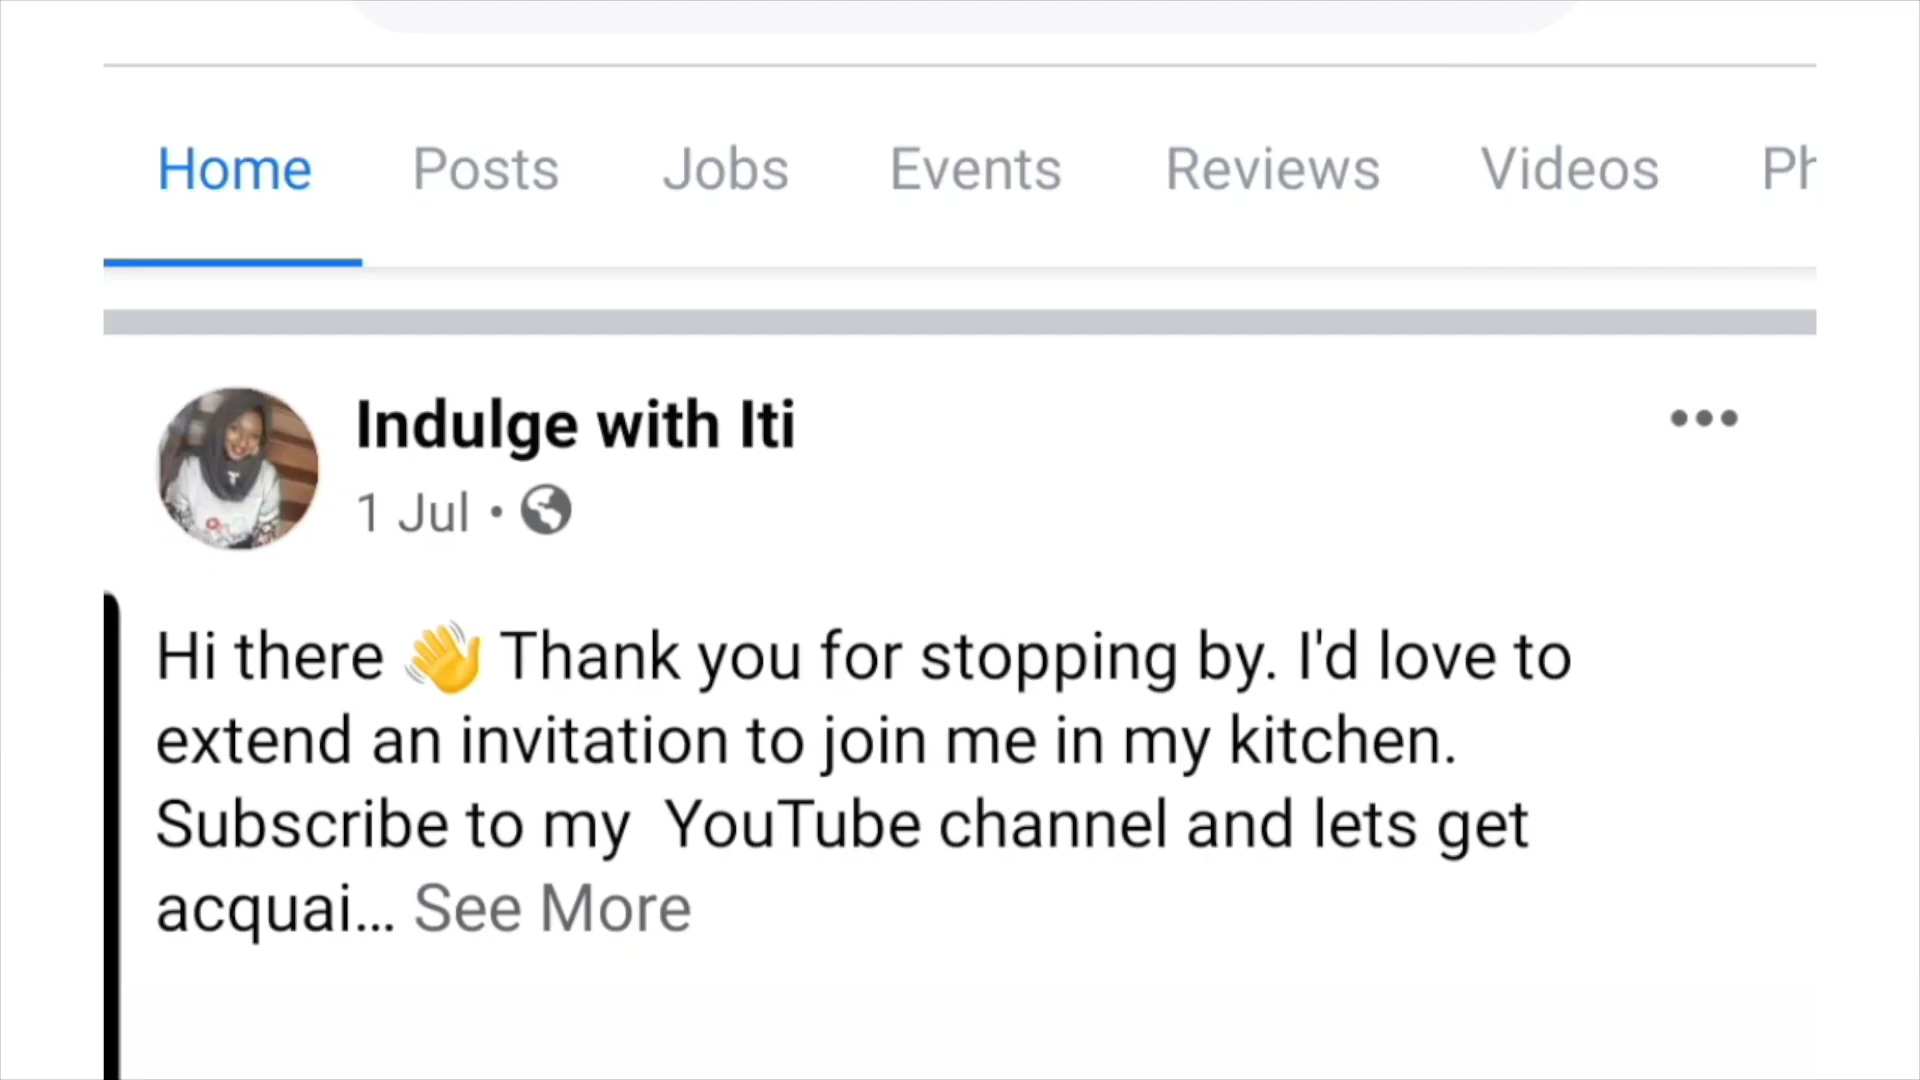 Home Posts Jobs Events Reviews Videos Ph
Indulge with Iti
1 Jul •
Hi there 👋 Thank you for stopping by. I'd love to
extend an invitation to join me in my kitchen.
Subscribe to my  YouTube channel and lets get
acquai... See More